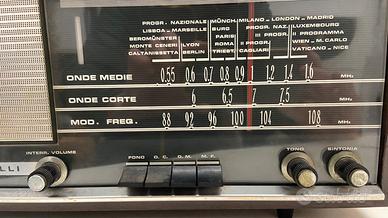 PROGR. NAZIONALE MÜNCH. MILANO – LONDON – MADRID
LISBOA – MARSEILLE BURG NAZ. LUXEMBOURG
BEROMÜNSTER PARIS PROGR. II PROGRAMMA
MONTE CENERI LYON ROMA II PROGR. WIEN – M. CARLO
CALTANISSETTA BERLIN TRIEST CAGLIARI VATICANO – NICE
ONDE MEDIE 0,55 0,6 0,7 0,8 0,9 1 1,2 1,4 1,6 MHz
ONDE CORTE 6 6,5 7 7,5 MHz
MOD. FREQ. 88 92 96 100 104 108 MHz
INTERR. VOLUME FONO O.C. O.M. M.F. TONO SINTONIA
LLI
subito